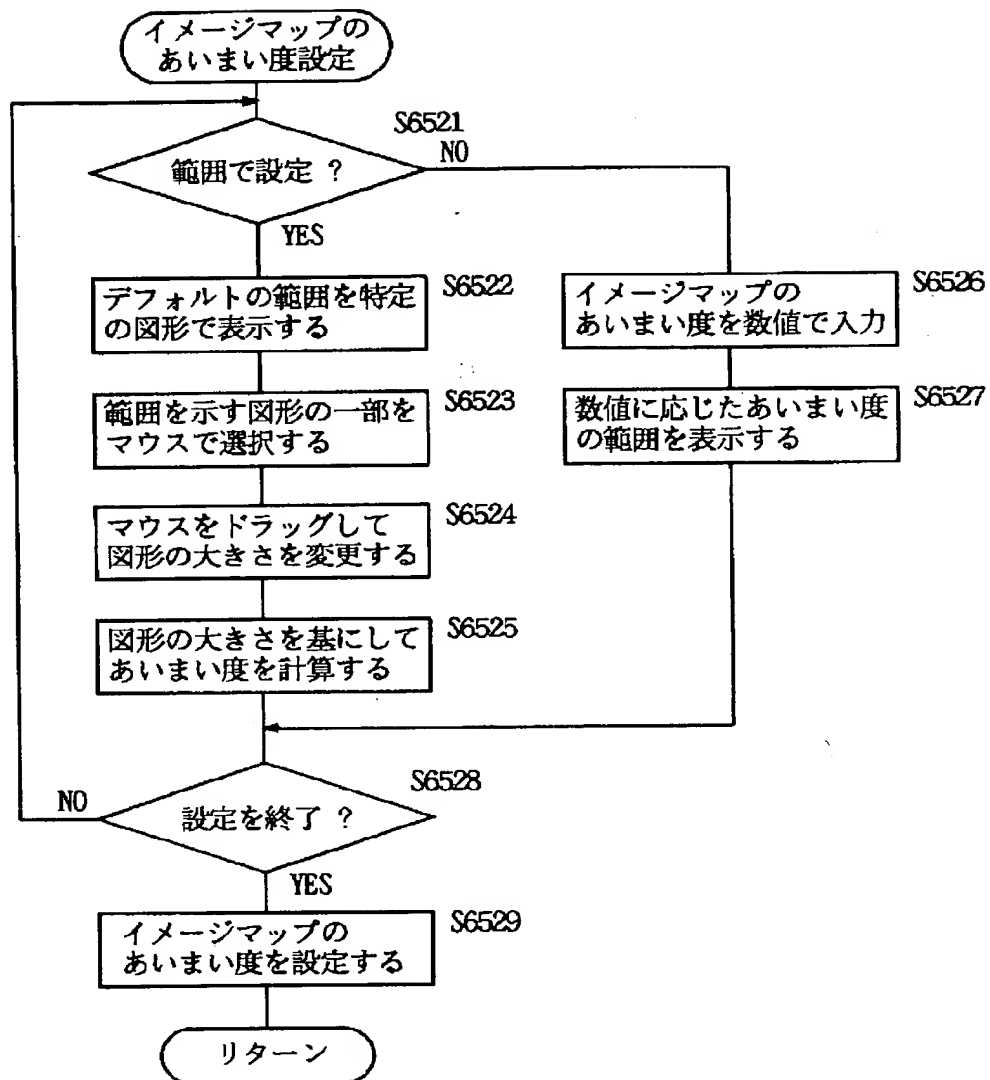 イメージマップの
あいまい度設定
S6521
範囲で設定 ?
NO
YES
デフォルトの範囲を特定
の図形で表示する
S6522
範囲を示す図形の一部を
マウスで選択する
S6523
マウスをドラッグして
図形の大きさを変更する
S6524
図形の大きさを基にして
あいまい度を計算する
S6525
イメージマップの
あいまい度を数値で入力
S6526
数値に応じたあいまい度
の範囲を表示する
S6527
S6528
設定を終了 ?
NO
YES
イメージマップの
あいまい度を設定する
S6529
リターン